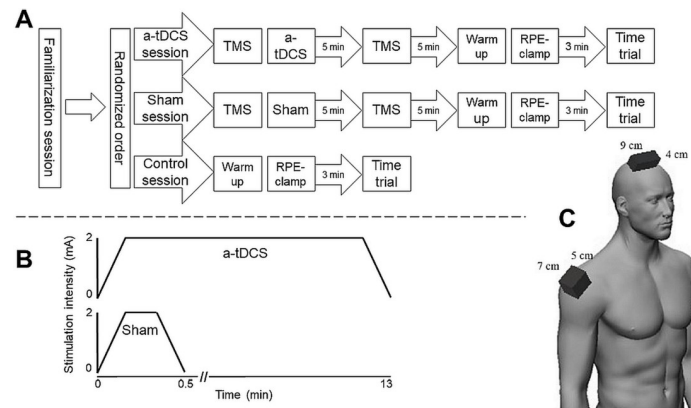 A
Familiarization session
Randomized order
a-tDCS
session
TMS
a-
tDCS
5 min
TMS
5 min
Warm
up
RPE-
clamp
3 min
Time
trial
Sham
session
TMS
Sham
5 min
TMS
5 min
Warm
up
RPE-
clamp
3 min
Time
trial
Control
session
Warm
up
RPE-
clamp
3 min
Time
trial
B
Stimulation intensity (mA)
2
a-tDCS
0
2
Sham
0
0
0.5
//
13
Time (min)
C
9 cm
4 cm
5 cm
7 cm